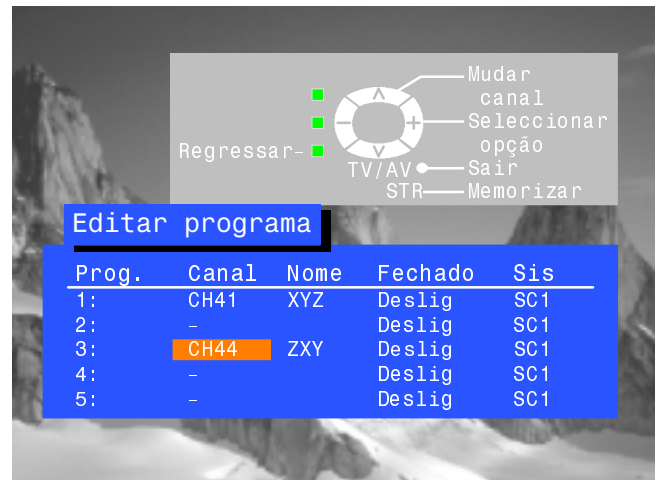 Mudar
canal
Seleccionar
opção
Regressar-
TV/AV Sair
STR Memorizar
Editar programa
Prog. Canal Nome Fechado Sis
1: CH41 XYZ Deslig SC1
2: - Deslig SC1
3: CH44 ZXY Deslig SC1
4: - Deslig SC1
5: - Deslig SC1